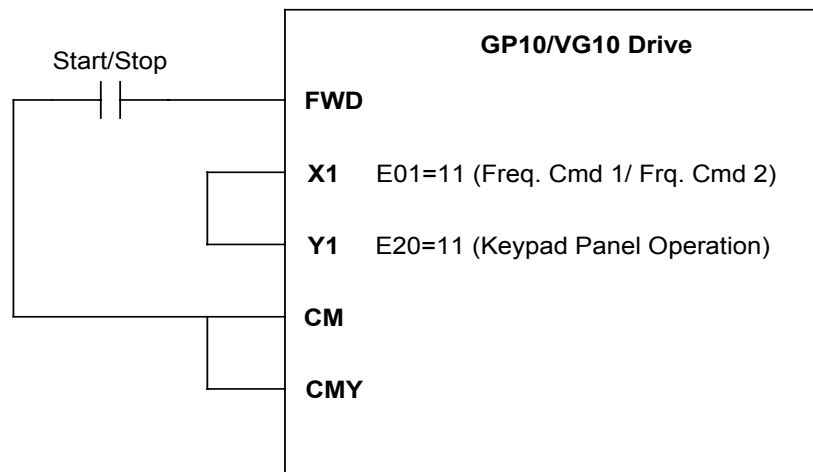 GP10/VG10 Drive
Start/Stop
FWD
X1 E01=11 (Freq. Cmd 1/ Frq. Cmd 2)
Y1 E20=11 (Keypad Panel Operation)
CM
CMY